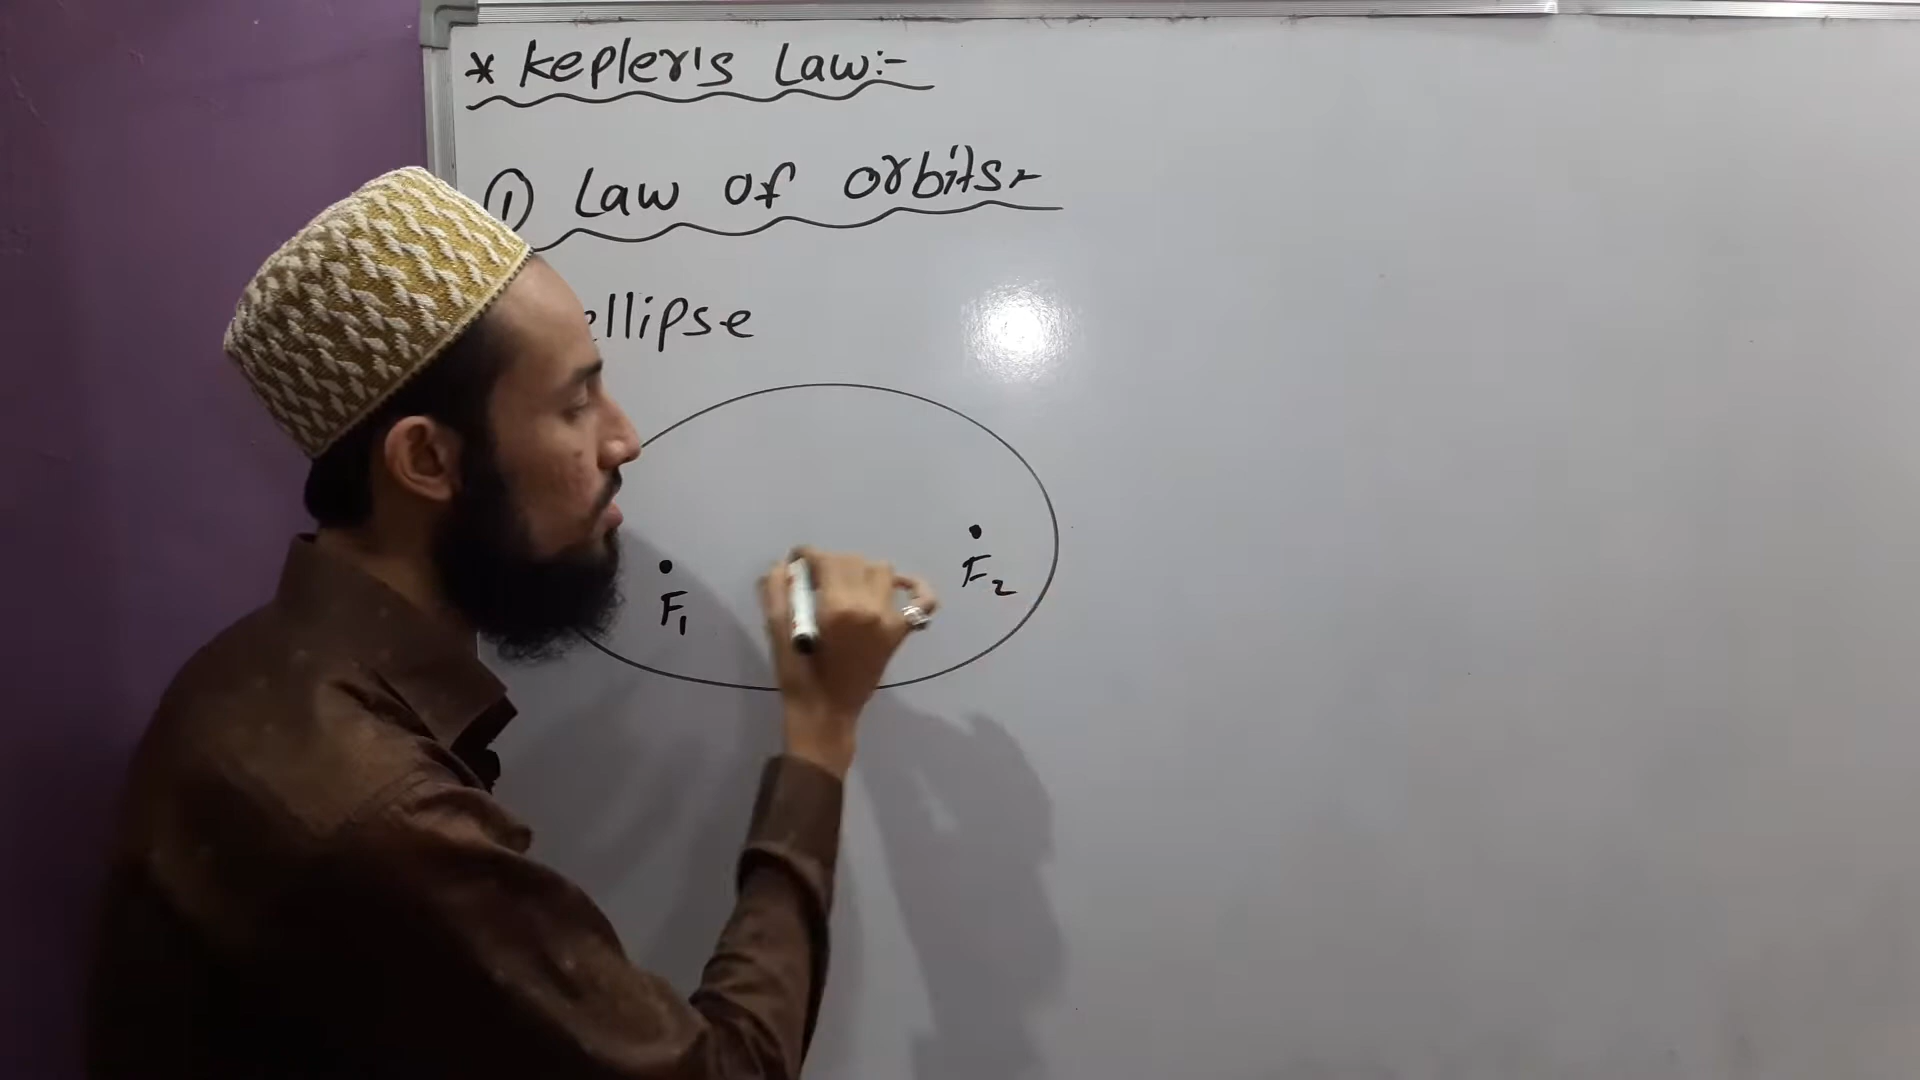 * Kepler's Law:-
① Law of orbits:-
ellipse
F1
F2